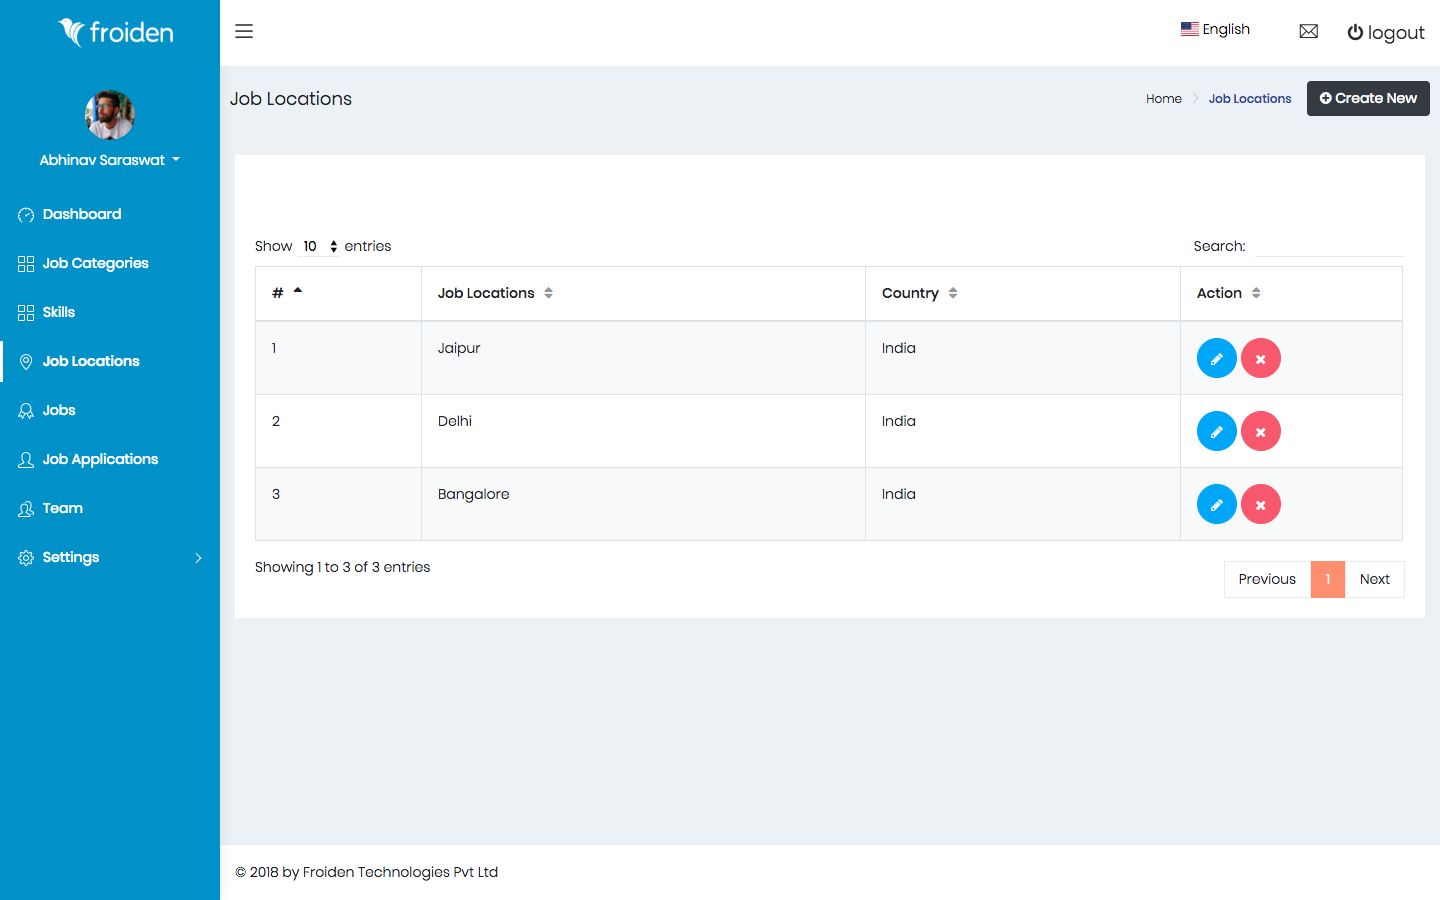 froiden
English
logout
Job Locations
Home
Job Locations
Create New
Abhinav Saraswat
Dashboard
Job Categories
Skills
Job Locations
Jobs
Job Applications
Team
Settings
Show 10 entries
Search:
# Job Locations Country Action
1 Jaipur India
2 Delhi India
3 Bangalore India
Showing 1 to 3 of 3 entries
Previous 1 Next
© 2018 by Froiden Technologies Pvt Ltd